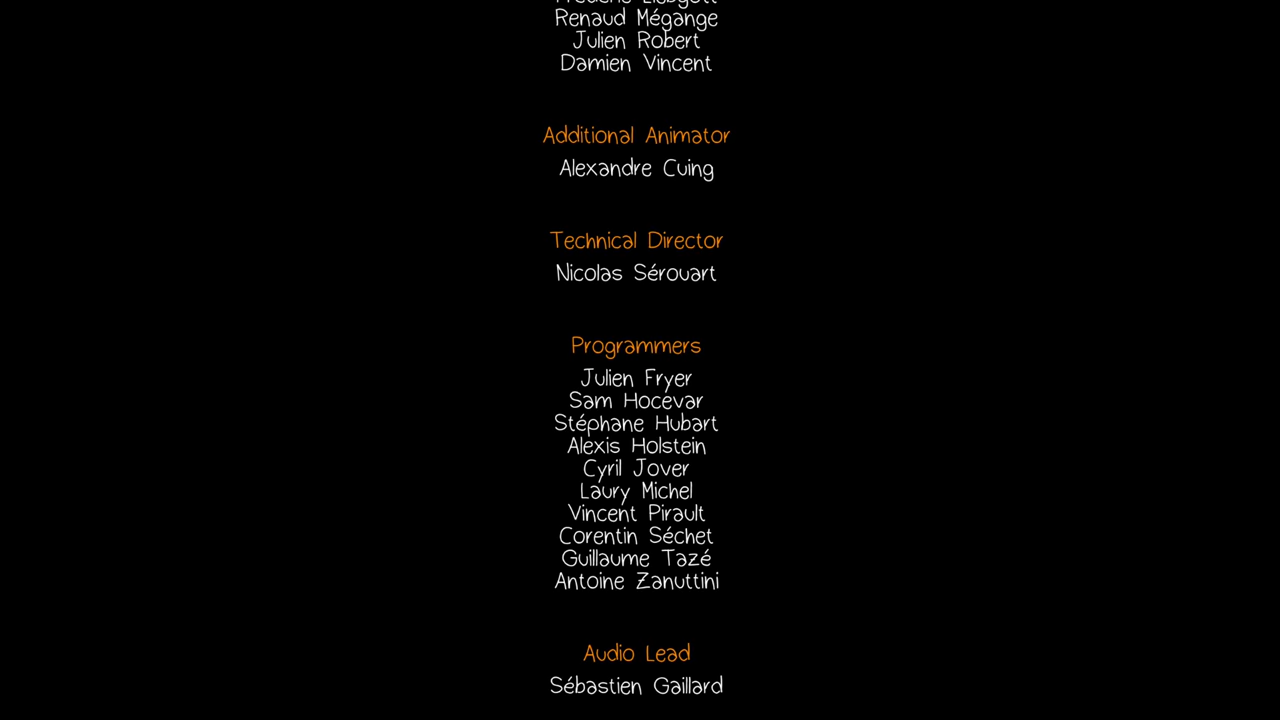 Renaud Mégange
Julien Robert
Damien Vincent
Additional Animator
Alexandre Cuing
Technical Director
Nicolas Sérouart
Programmers
Julien Fryer
Sam Hocevar
Stéphane Hubart
Alexis Holstein
Cyril Jover
Laury Michel
Vincent Pirault
Corentin Séchet
Guillaume Tazé
Antoine Zanuttini
Audio Lead
Sébastien Gaillard